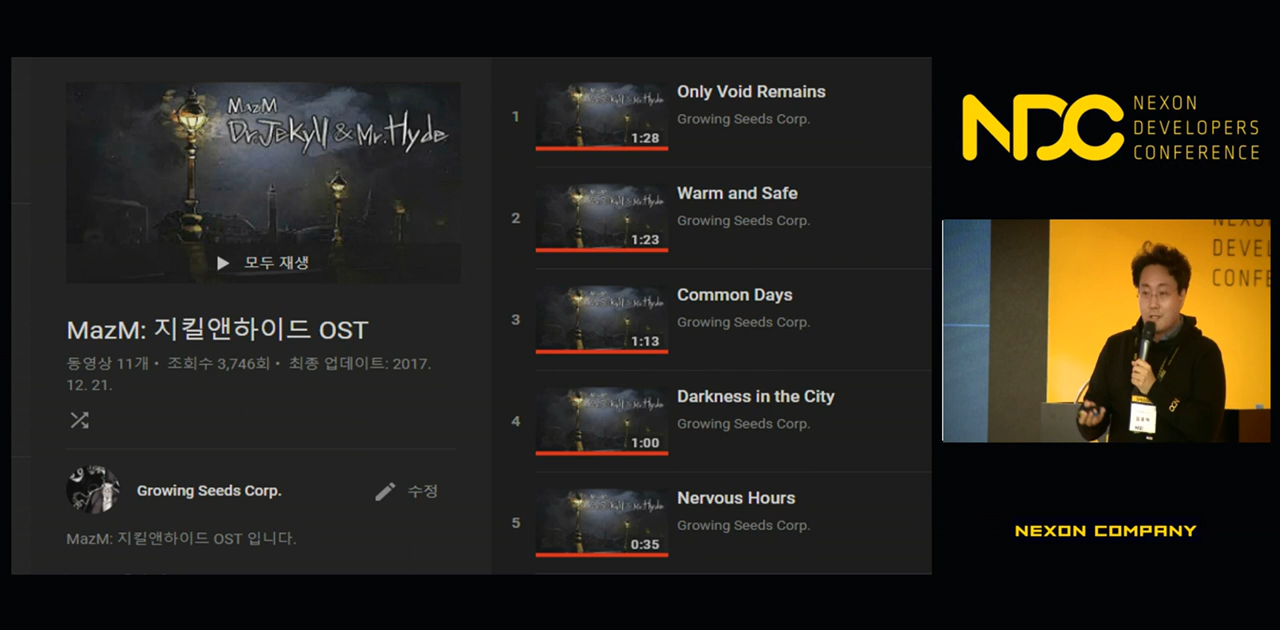 MazM
Dr.Jekyll & Mr.Hyde
모두 재생
MazM: 지킬앤하이드 OST
동영상 11개 • 조회수 3,746회 • 최종 업데이트: 2017.
12. 21.
Growing Seeds Corp.
수정
MazM: 지킬앤하이드 OST 입니다.
1
1:28
Only Void Remains
Growing Seeds Corp.
2
1:23
Warm and Safe
Growing Seeds Corp.
3
1:13
Common Days
Growing Seeds Corp.
4
1:00
Darkness in the City
Growing Seeds Corp.
5
0:35
Nervous Hours
Growing Seeds Corp.
NDC
NEXON
DEVELOPERS
CONFERENCE
NEXON COMPANY